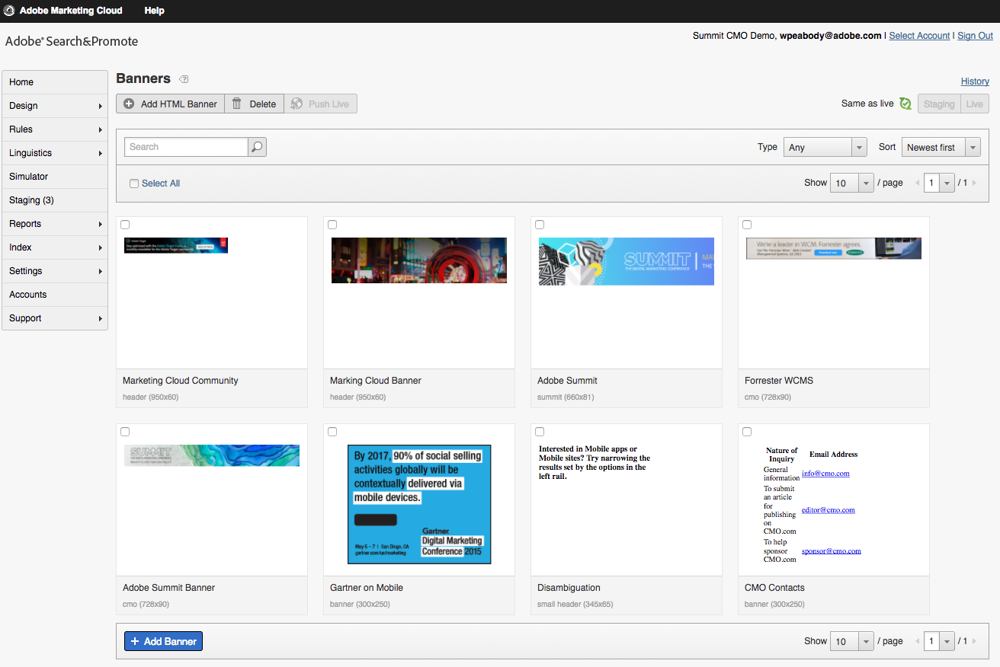 Adobe Marketing Cloud Help
Adobe® Search&Promote
Summit CMO Demo, wpeabody@adobe.com | Select Account | Sign Out
Home
Design
Rules
Linguistics
Simulator
Staging (3)
Reports
Index
Settings
Accounts
Support
Banners ?
History
Add HTML Banner Delete Push Live
Same as live Staging Live
Search
Type Any Sort Newest first
Select All
Show 10 / page 1 / 1
Adobe Target
Marketing Cloud Community
header (950x60)
Marking Cloud Banner
header (950x60)
SUMMIT
THE DIGITAL MARKETING CONFERENCE
Adobe Summit
summit (660x81)
We're a leader in WCM. Forrester agrees.
Forrester WCMS
cmo (728x90)
SUMMIT
Adobe Summit Banner
cmo (728x90)
By 2017, 90% of social selling
activities globally will be
contextually delivered via
mobile devices.
Gartner
Digital Marketing
Conference 2015
May 5 – 7 | San Diego, CA
gartner.com/us/marketing
Gartner on Mobile
banner (300x250)
Interested in Mobile apps or
Mobile sites? Try narrowing the
results set by the options in the
left rail.
Disambiguation
small header (345x65)
Nature of
Inquiry
Email Address
General
information info@cmo.com
To submit
an article
for
publishing
on
CMO.com
editor@cmo.com
To help
sponsor
CMO.com
sponsor@cmo.com
CMO Contacts
banner (300x250)
+ Add Banner
Show 10 / page 1 / 1